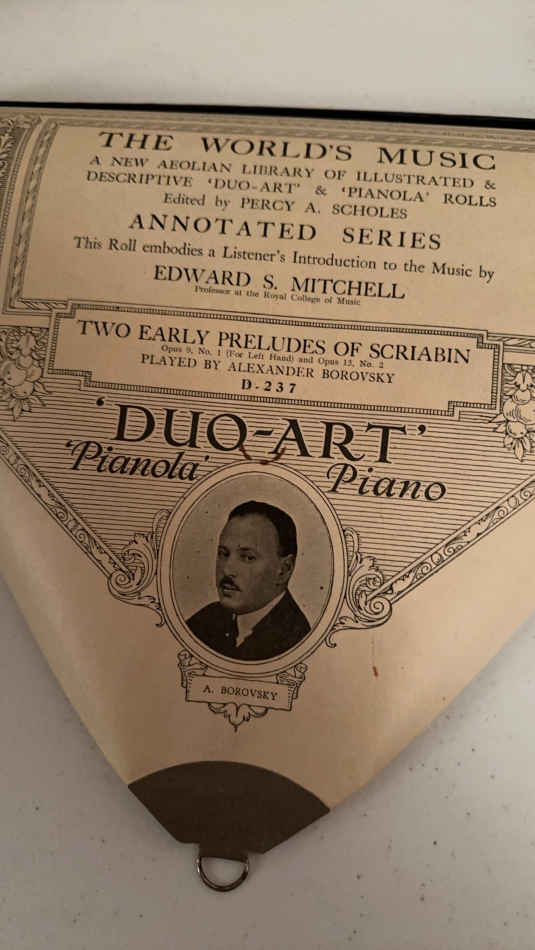 THE WORLD'S MUSIC
A NEW AEOLIAN LIBRARY OF ILLUSTRATED &
DESCRIPTIVE 'DUO-ART' & 'PIANOLA' ROLLS
Edited by PERCY A. SCHOLES
ANNOTATED SERIES
This Roll embodies a Listener's Introduction to the Music by
EDWARD S. MITCHELL
Professor at the Royal College of Music
TWO EARLY PRELUDES OF SCRIABIN
Opus 9, No. 1 (For Left Hand) and Opus 13, No. 2
PLAYED BY ALEXANDER BOROVSKY
D-237
'DUO-ART'
'Pianola' Piano
A. BOROVSKY